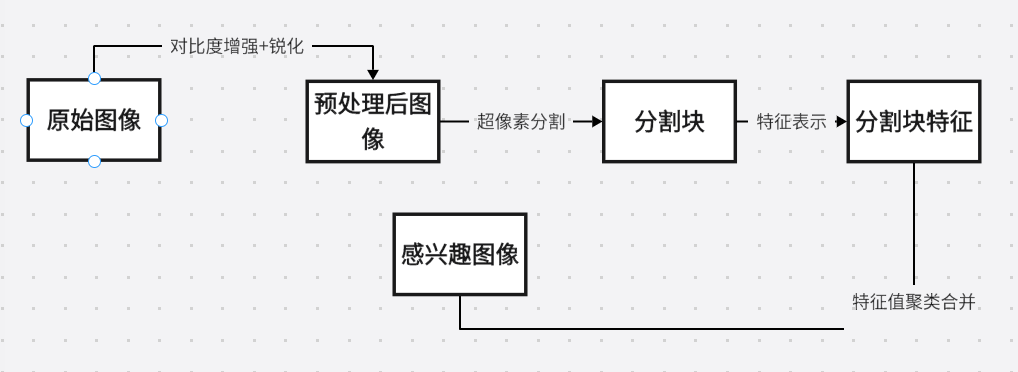 对比度增强+锐化
原始图像
预处理后图
像
超像素分割
分割块
特征表示
分割块特征
感兴趣图像
特征值聚类合并